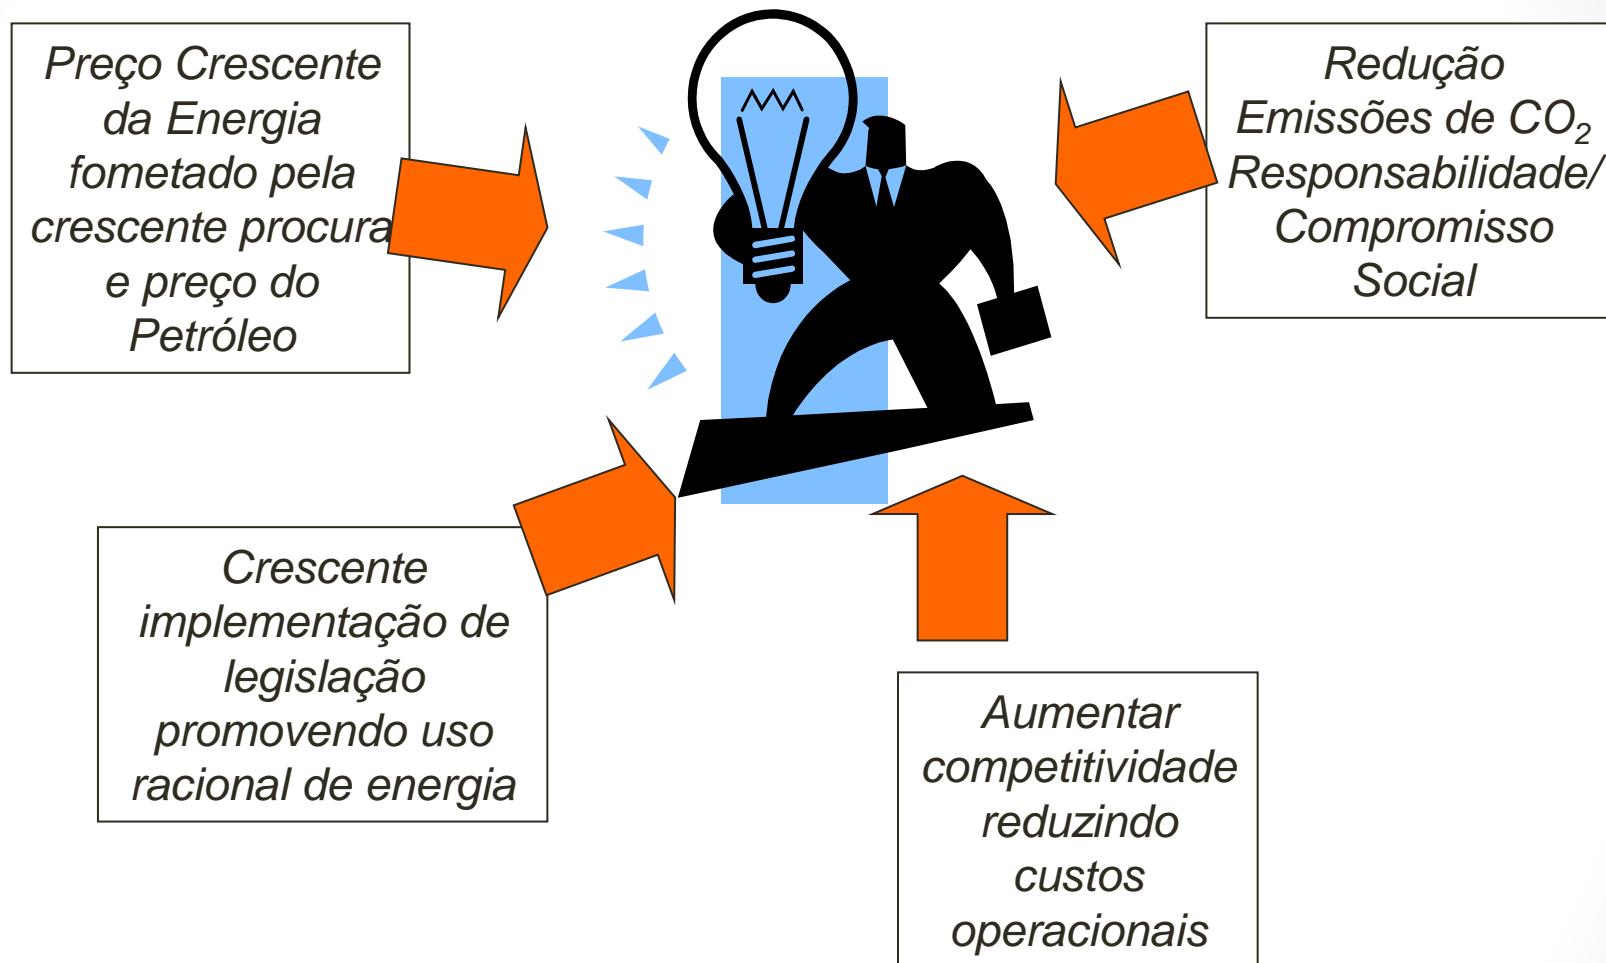 Preço Crescente
da Energia
fometado pela
crescente procura
e preço do
Petróleo
Redução
Emissões de CO₂
Responsabilidade/
Compromisso
Social
Crescente
implementação de
legislação
promovendo uso
racional de energia
Aumentar
competitividade
reduzindo
custos
operacionais